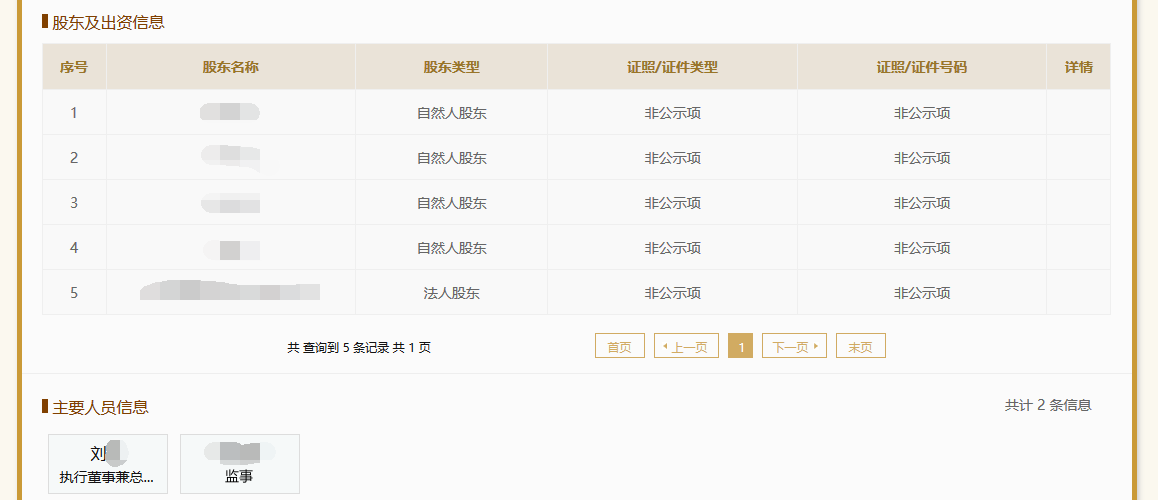 股东及出资信息
序号 股东名称 股东类型 证照/证件类型 证照/证件号码 详情
1 自然人股东 非公示项 非公示项
2 自然人股东 非公示项 非公示项
3 自然人股东 非公示项 非公示项
4 自然人股东 非公示项 非公示项
5 法人股东 非公示项 非公示项
共 查询到 5 条记录 共 1 页 首页 上一页 1 下一页 末页
主要人员信息 共计 2 条信息
刘
执行董事兼总... 监事